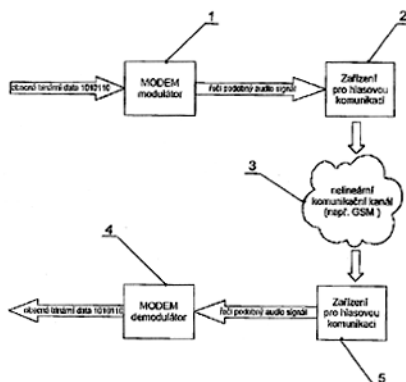 1
2
obecná binární data 1010110
MODEM
modulátor
řeči podobný audio signál
Zařízení
pro hlasovou
komunikaci
3
nelineární
komunikační kanál
(např. GSM )
4
obecná binární data 1010110
MODEM
demodulátor
řeči podobný audio signál
Zařízení
pro hlasovou
komunikaci
5